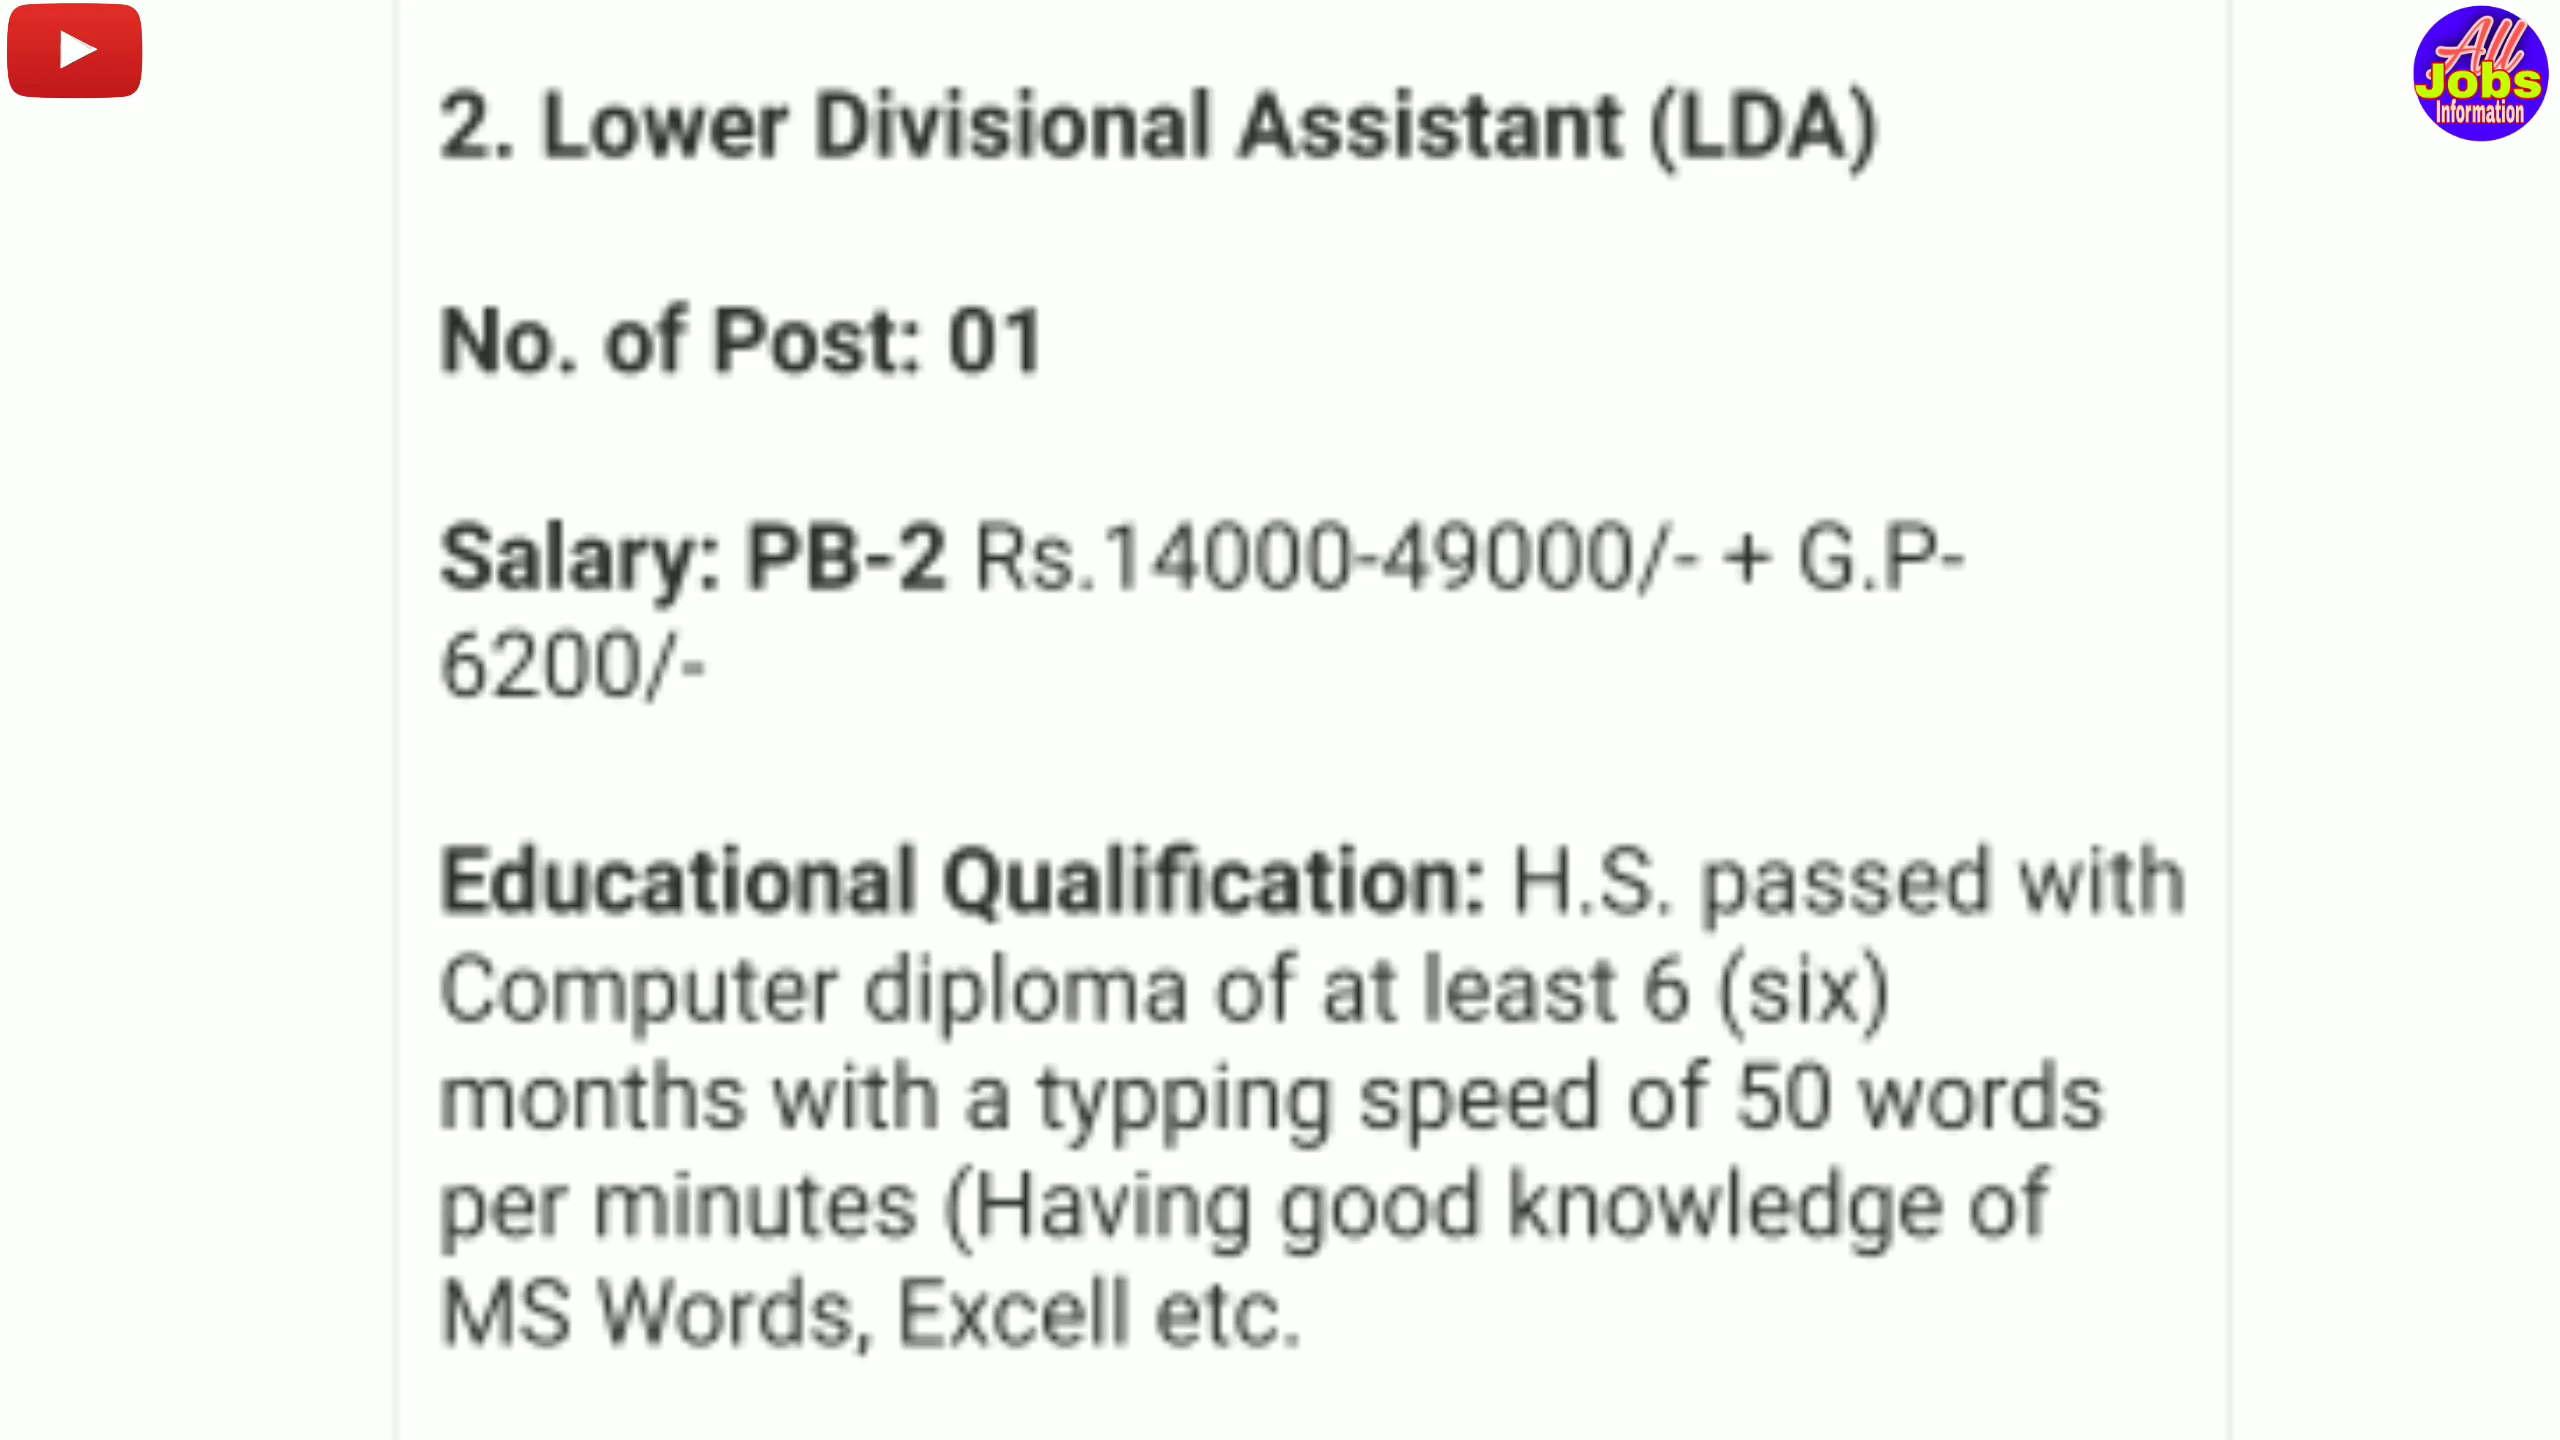 All
Jobs
Information
2. Lower Divisional Assistant (LDA)
No. of Post: 01
Salary: PB-2 Rs.14000-49000/- + G.P-
6200/-
Educational Qualification: H.S. passed with
Computer diploma of at least 6 (six)
months with a typping speed of 50 words
per minutes (Having good knowledge of
MS Words, Excell etc.